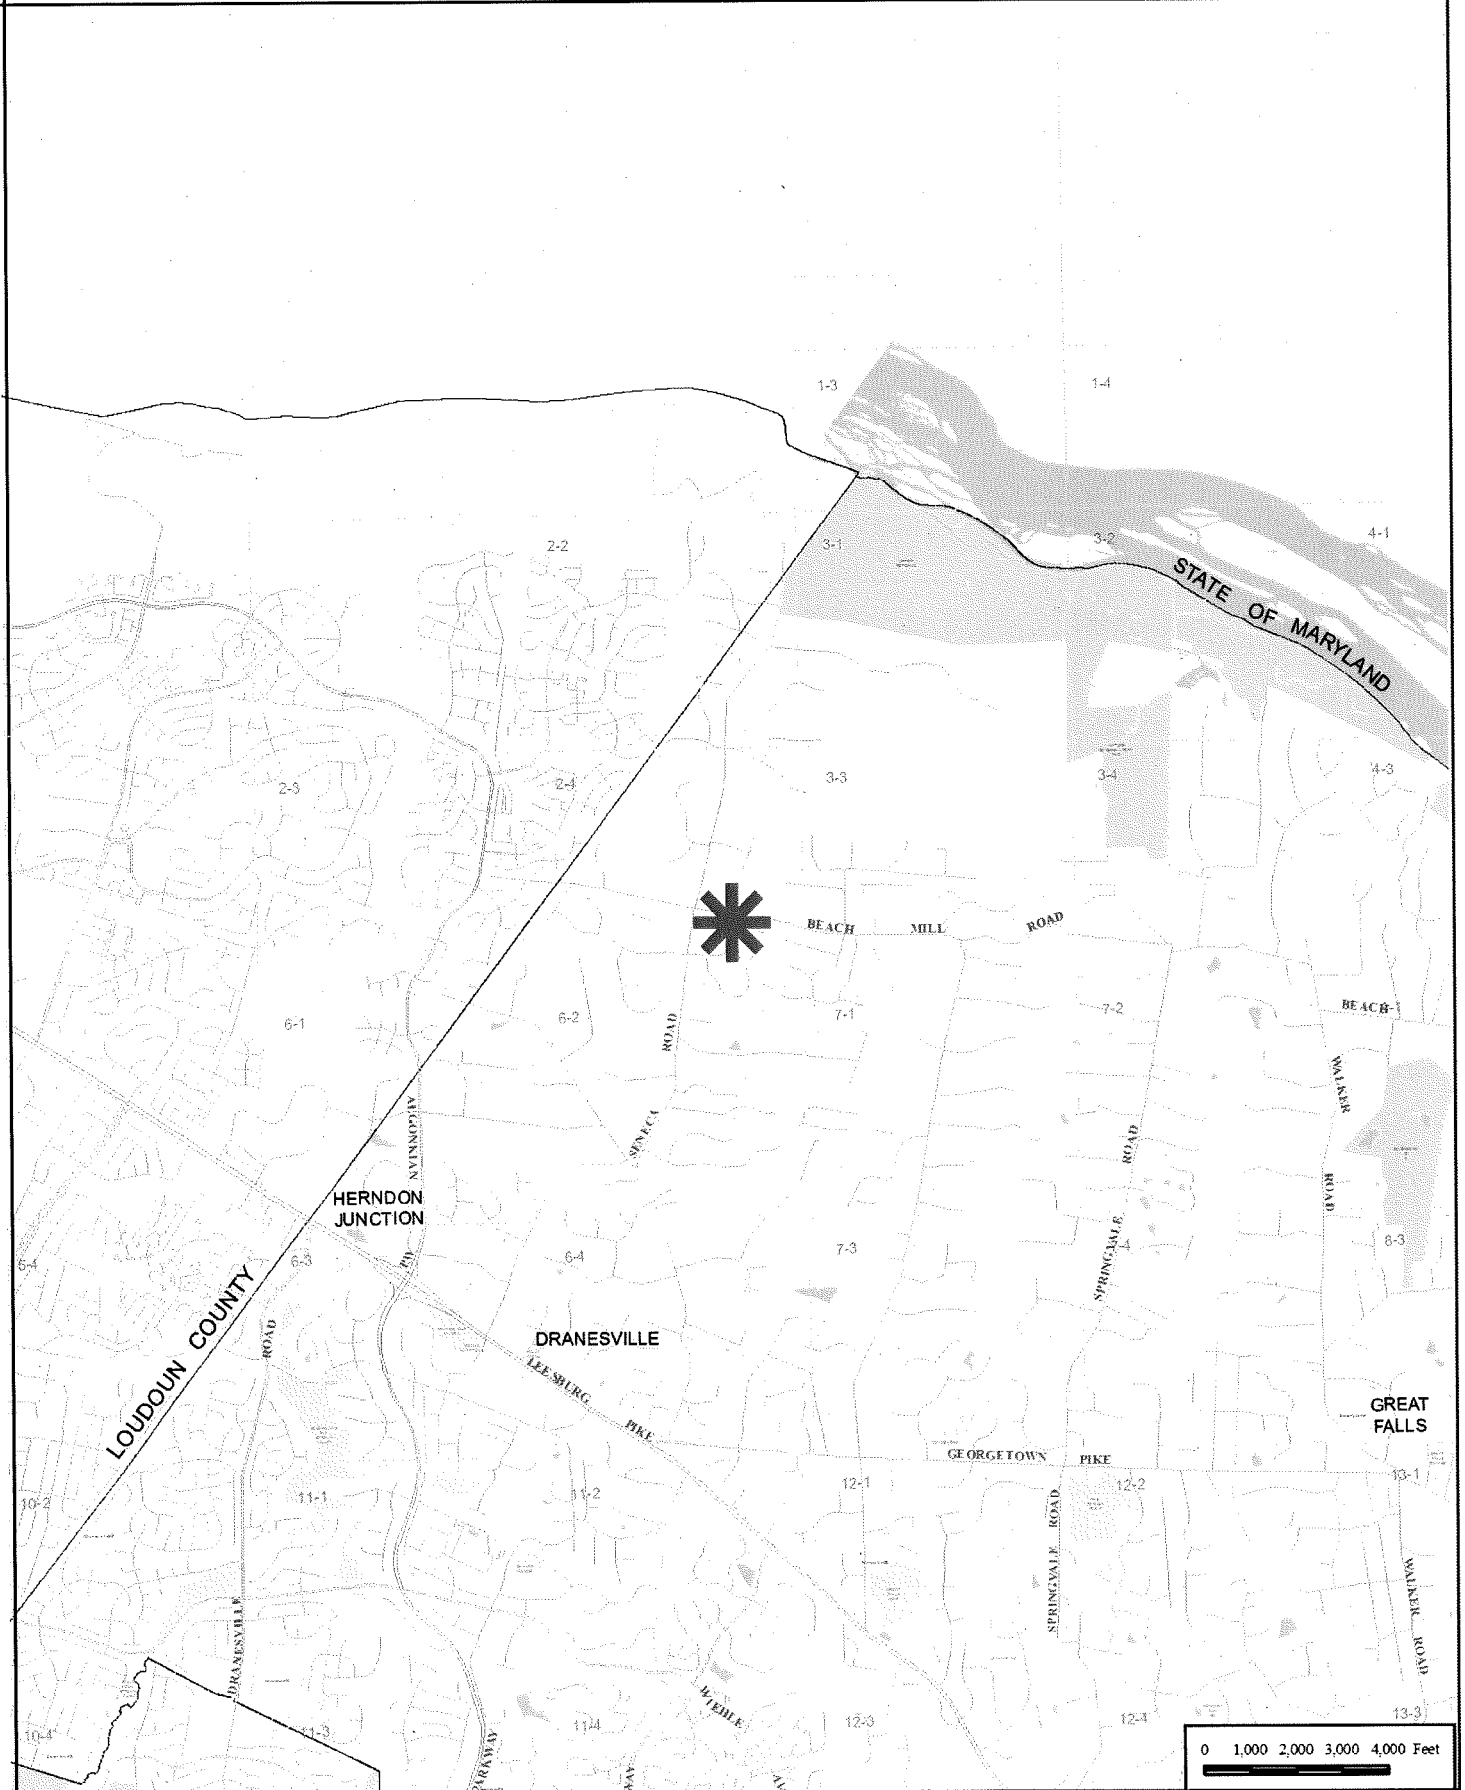 1-3
1-4
2-2
3-1
3-2
4-1
STATE OF MARYLAND
2-3
2-4
3-3
3-4
4-3
BEACH MILL ROAD
6-1
6-2
ROAD
7-1
7-2
BEACH
WALKER
ALGONKIAN
SENECA
ROAD
HERNDON
JUNCTION
ROAD
6-3
6-4
7-3
SPRINGVALE
8-3
LOUDOUN COUNTY
ROAD
DRANESVILLE
LEESBURG
PIKE
GREAT
FALLS
GEORGETOWN PIKE
10-2
11-1
11-2
12-1
12-2
13-1
SPRINGVALE ROAD
WALKER ROAD
DRANESVILLE
WIEHLE
10-4
11-3
11-4
12-3
12-4
13-3
0 1,000 2,000 3,000 4,000 Feet